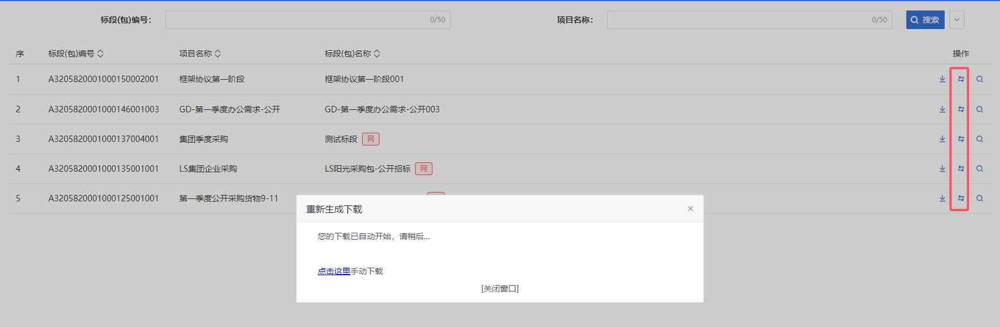 标段(包)编号： 0/50 项目名称： 0/50 搜索
序 标段(包)编号 项目名称 标段(包)名称 操作
1 A3205820001000150002001 框架协议第一阶段 框架协议第一阶段001
2 A3205820001000146001003 GD-第一季度办公需求-公开 GD-第一季度办公需求-公开003
3 A3205820001000137004001 集团季度采购 测试标段 网
4 A3205820001000135001001 LS集团企业采购 LS阳光采购包-公开招标 网
5 A3205820001000125001001 第一季度公开采购货物9-11
重新生成下载
您的下载已自动开始，请稍后...
点击这里手动下载
[关闭窗口]